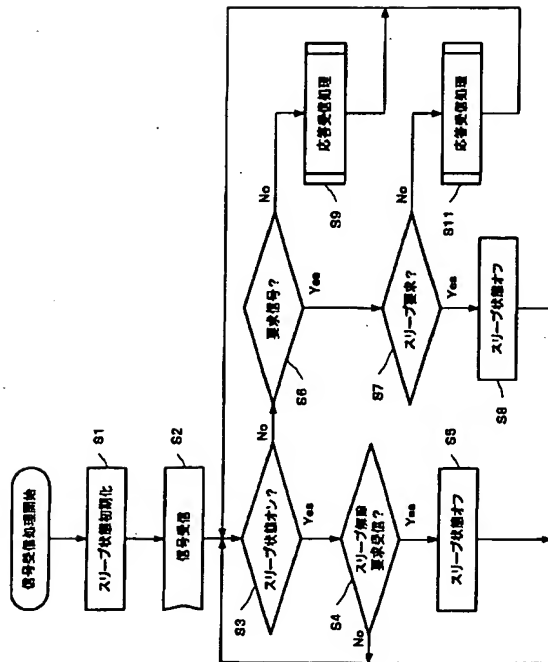 信号受信処理開始
S1
スリープ状態初期化
S2
信号受信
S3
スリープ状態オン?
No
Yes
S4
スリープ解除
要求受信?
No
Yes
S5
スリープ状態オフ
S6
要求信号?
No
Yes
S9
応答受信処理
S7
スリープ要求?
No
Yes
S11
応答受信処理
S8
スリープ状態オフ